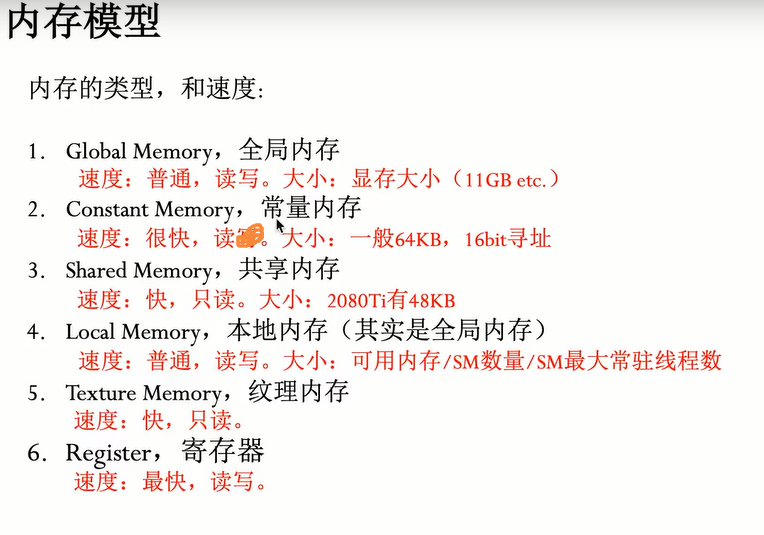 内存模型
内存的类型，和速度:
1. Global Memory，全局内存
速度：普通，读写。大小：显存大小（11GB etc.）
2. Constant Memory，常量内存
速度：很快，读。大小：一般64KB，16bit寻址
3. Shared Memory，共享内存
速度：快，只读。大小：2080Ti有48KB
4. Local Memory，本地内存（其实是全局内存）
速度：普通，读写。大小：可用内存/SM数量/SM最大常驻线程数
5. Texture Memory，纹理内存
速度：快，只读。
6. Register，寄存器
速度：最快，读写。